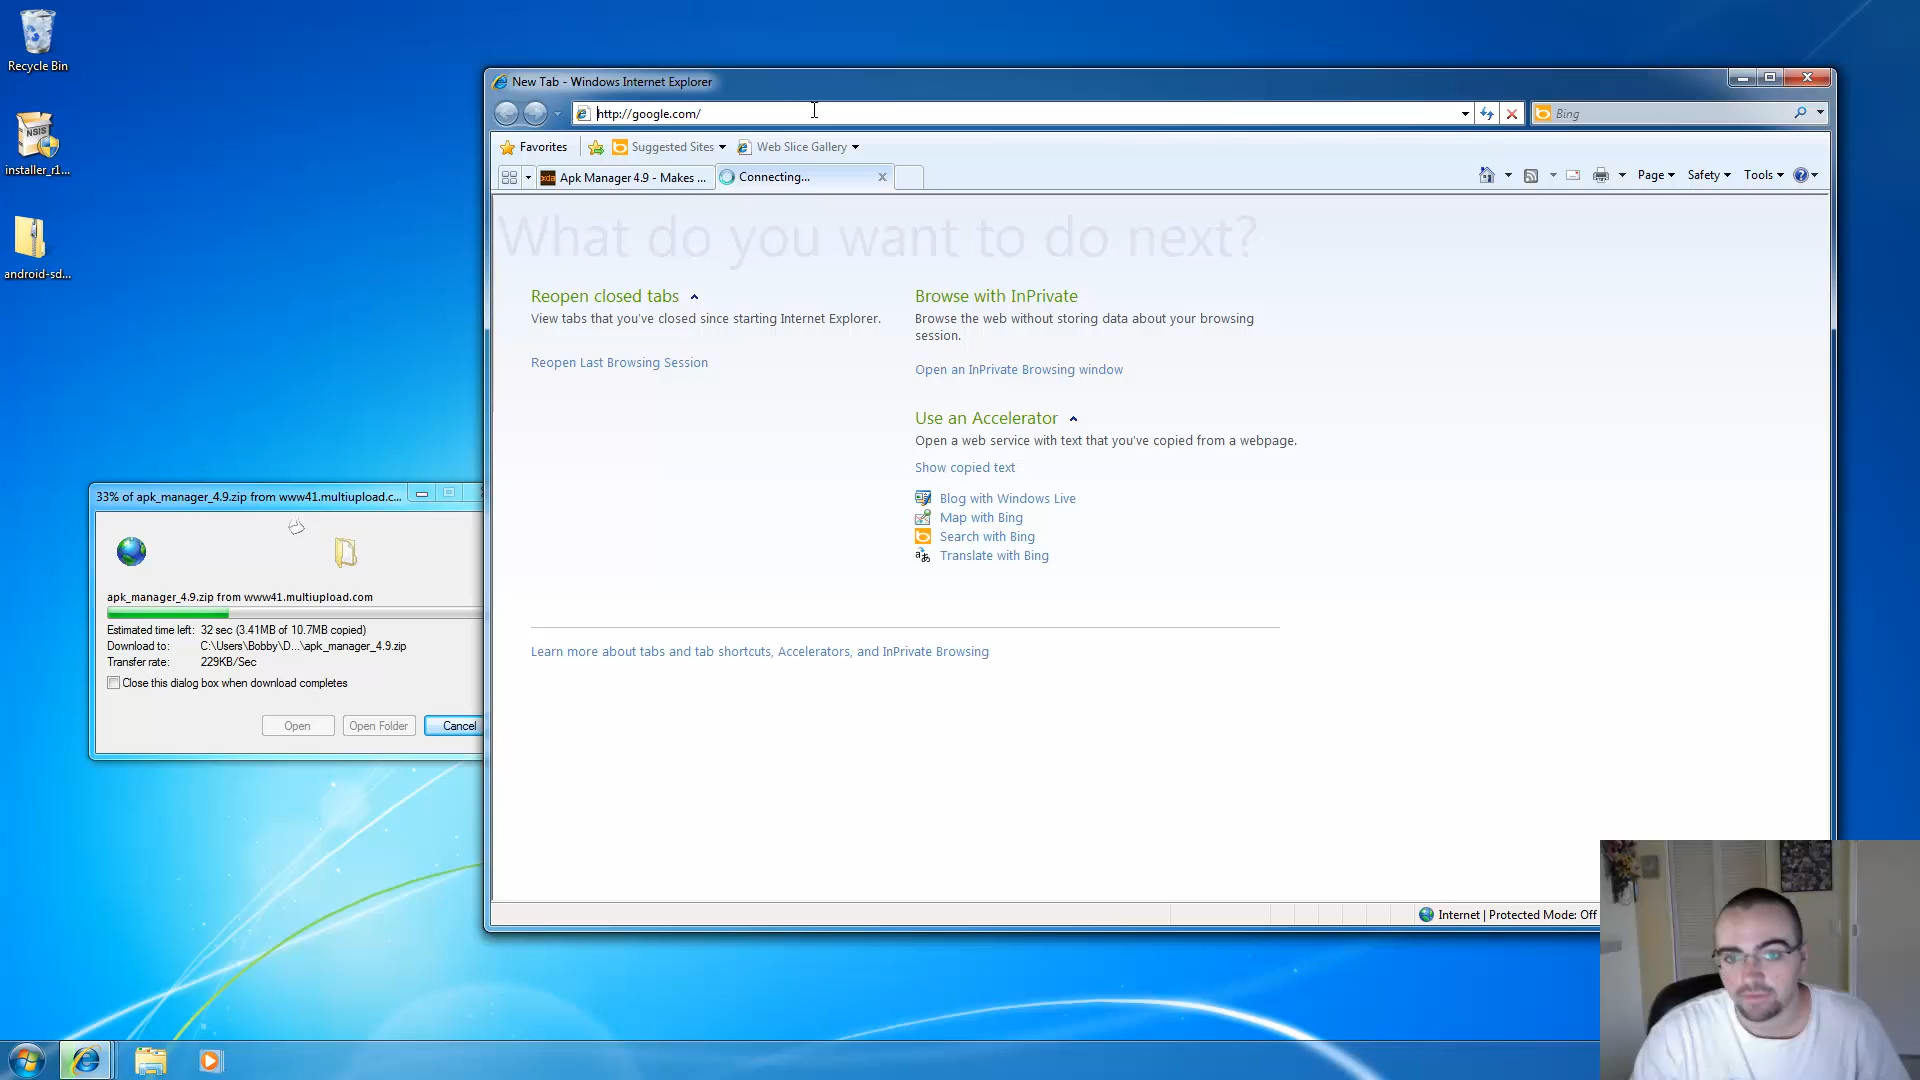 Recycle Bin
NSIS
installer_r1...
android-sd...
New Tab - Windows Internet Explorer
http://google.com/
Bing
Favorites
Suggested Sites
Web Slice Gallery
Apk Manager 4.9 - Makes ...
Connecting...
Page
Safety
Tools
What do you want to do next?
Reopen closed tabs
View tabs that you've closed since starting Internet Explorer.
Reopen Last Browsing Session
Browse with InPrivate
Browse the web without storing data about your browsing
session.
Open an InPrivate Browsing window
Use an Accelerator
Open a web service with text that you've copied from a webpage.
Show copied text
Blog with Windows Live
Map with Bing
Search with Bing
Translate with Bing
Learn more about tabs and tab shortcuts, Accelerators, and InPrivate Browsing
33% of apk_manager_4.9.zip from www41.multiupload.c...
apk_manager_4.9.zip from www41.multiupload.com
Estimated time left: 32 sec (3.41MB of 10.7MB copied)
Download to: C:\Users\Bobby\D...\apk_manager_4.9.zip
Transfer rate: 229KB/Sec
Close this dialog box when download completes
Open
Open Folder
Cancel
Internet | Protected Mode: Off